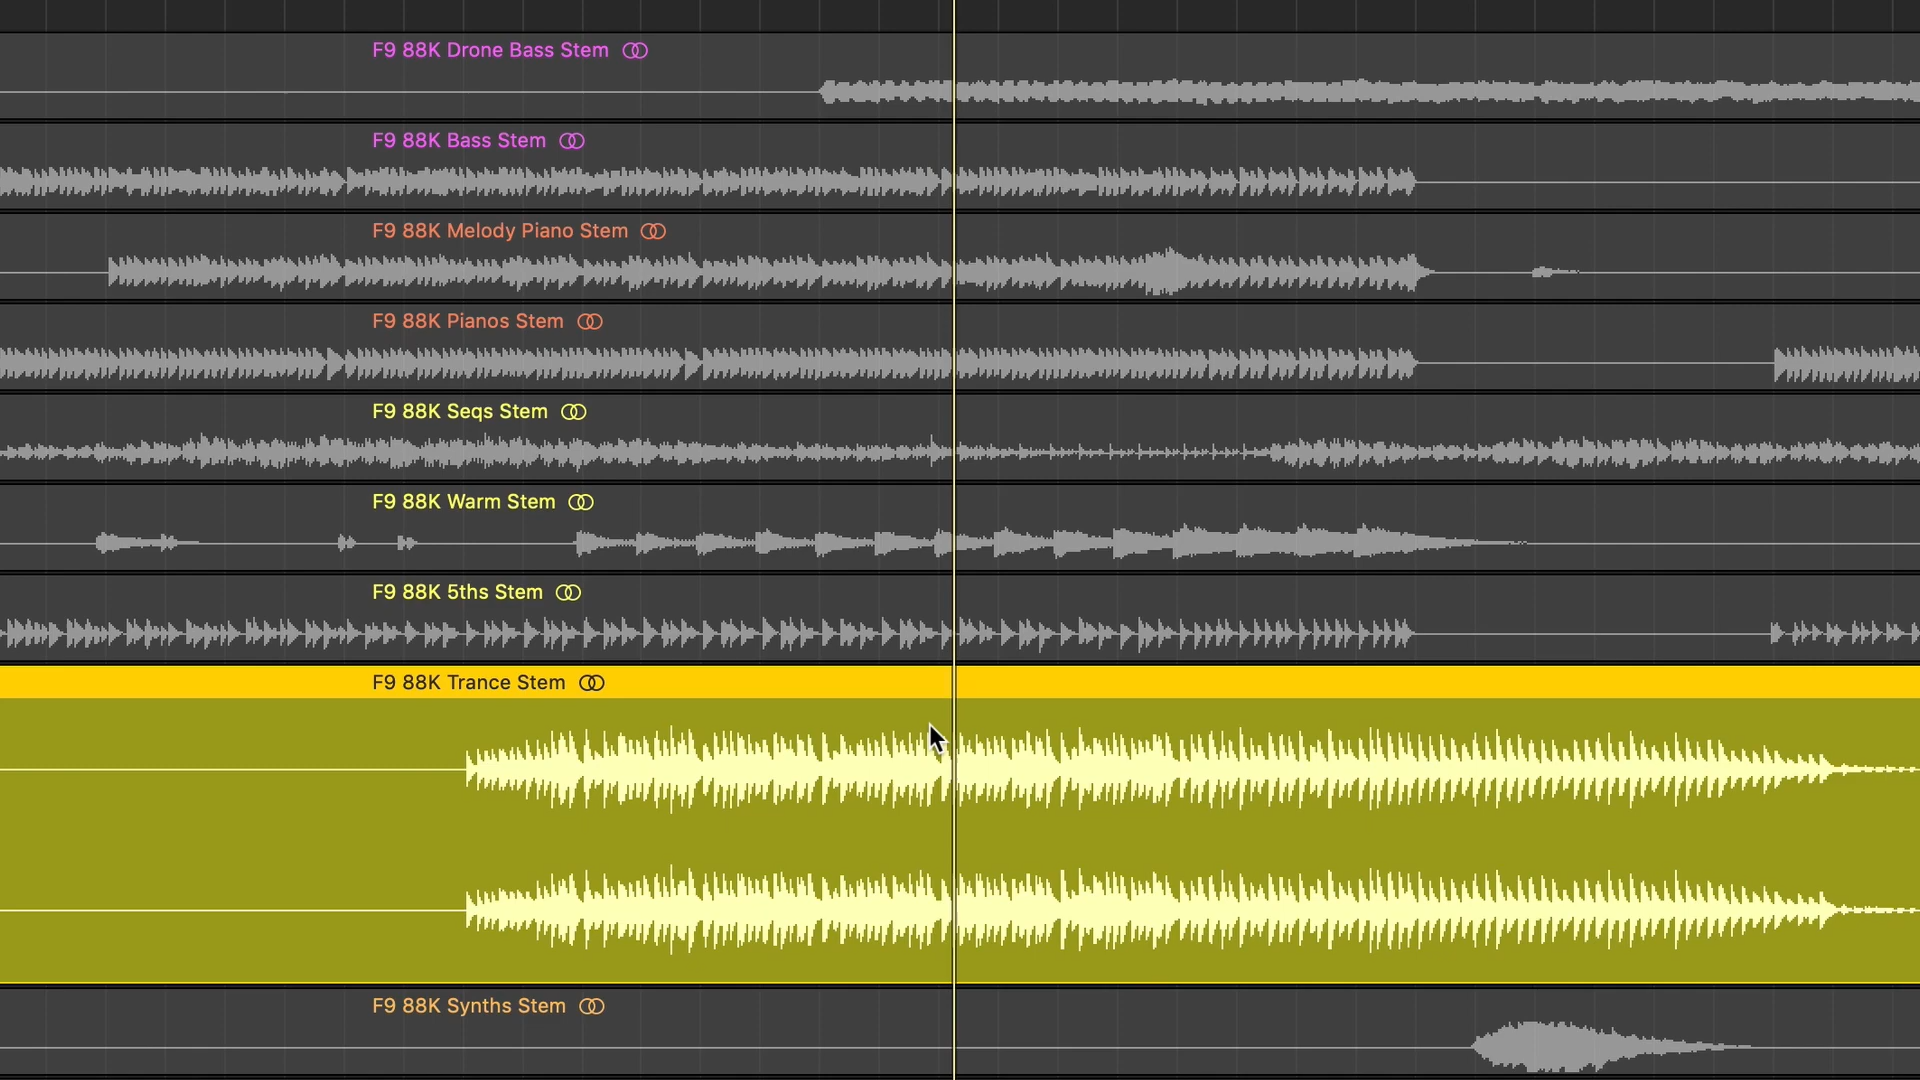 F9 88K Drone Bass Stem
F9 88K Bass Stem
F9 88K Melody Piano Stem
F9 88K Pianos Stem
F9 88K Seqs Stem
F9 88K Warm Stem
F9 88K 5ths Stem
F9 88K Trance Stem
F9 88K Synths Stem